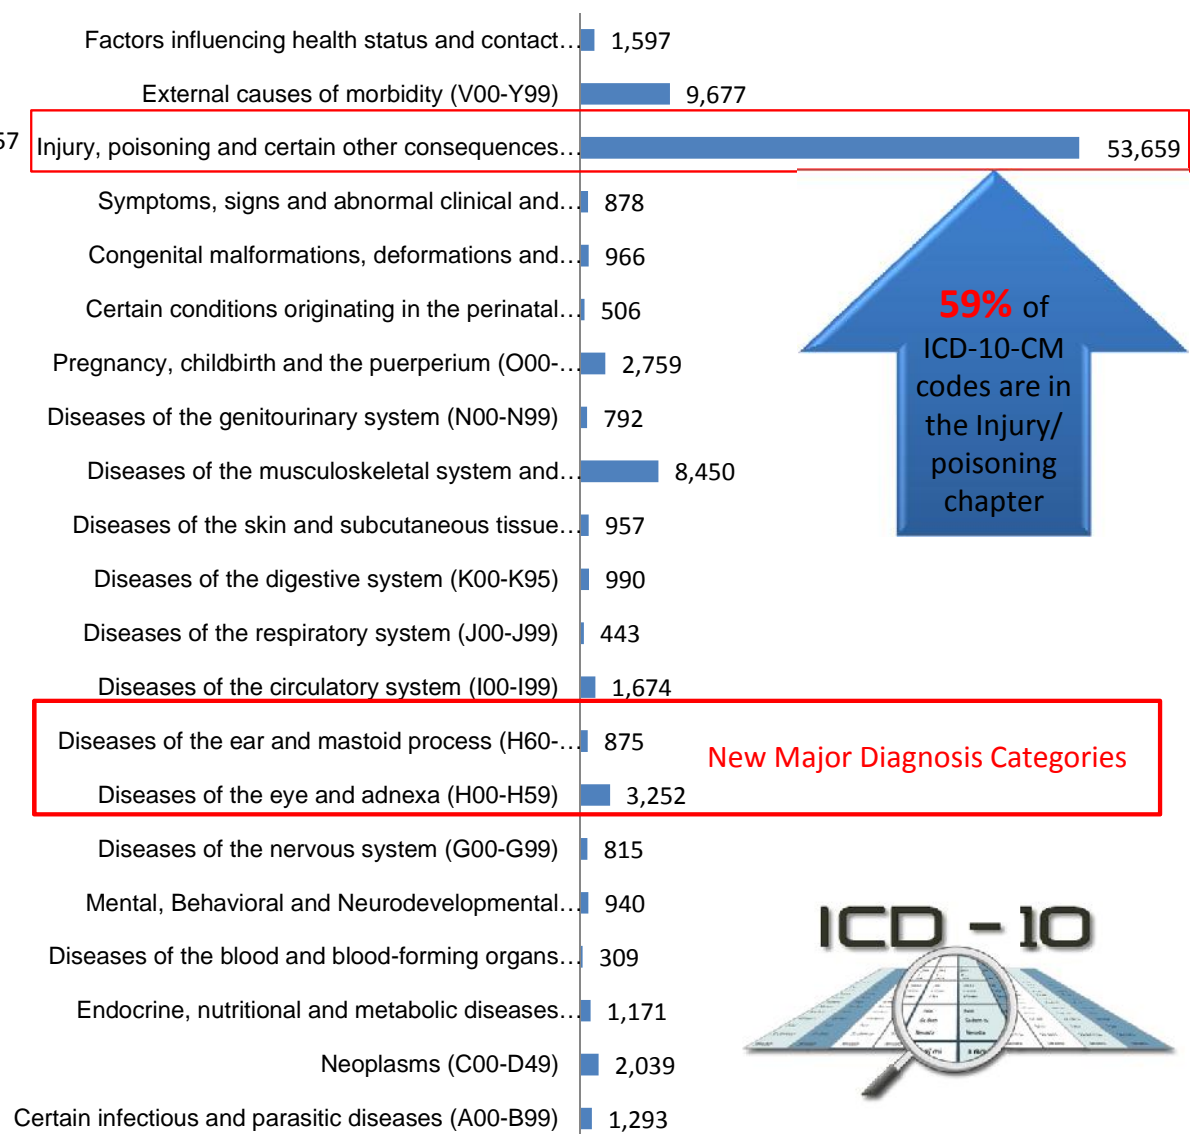 Factors influencing health status and contact… 1,597
External causes of morbidity (V00-Y99) 9,677
57 Injury, poisoning and certain other consequences… 53,659
Symptoms, signs and abnormal clinical and… 878
Congenital malformations, deformations and… 966
Certain conditions originating in the perinatal… 506
Pregnancy, childbirth and the puerperium (O00-… 2,759
Diseases of the genitourinary system (N00-N99) 792
Diseases of the musculoskeletal system and… 8,450
Diseases of the skin and subcutaneous tissue… 957
Diseases of the digestive system (K00-K95) 990
Diseases of the respiratory system (J00-J99) 443
Diseases of the circulatory system (I00-I99) 1,674
Diseases of the ear and mastoid process (H60-… 875
Diseases of the eye and adnexa (H00-H59) 3,252
Diseases of the nervous system (G00-G99) 815
Mental, Behavioral and Neurodevelopmental… 940
Diseases of the blood and blood-forming organs… 309
Endocrine, nutritional and metabolic diseases… 1,171
Neoplasms (C00-D49) 2,039
Certain infectious and parasitic diseases (A00-B99) 1,293
59% of
ICD-10-CM
codes are in
the Injury/
poisoning
chapter
New Major Diagnosis Categories
ICD - 10